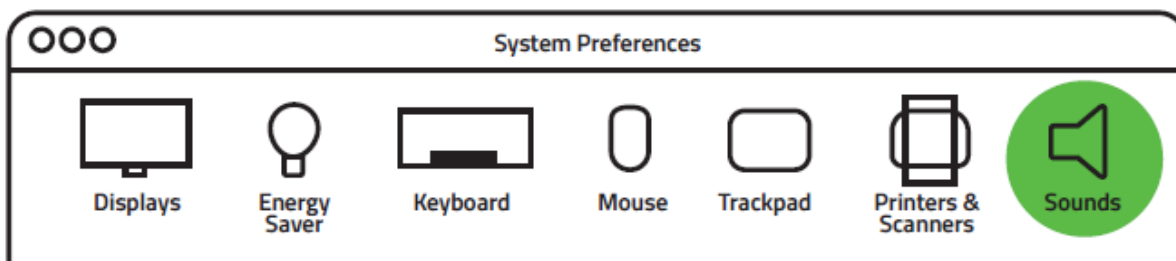 System Preferences
Displays
Energy
Saver
Keyboard
Mouse
Trackpad
Printers &
Scanners
Sounds